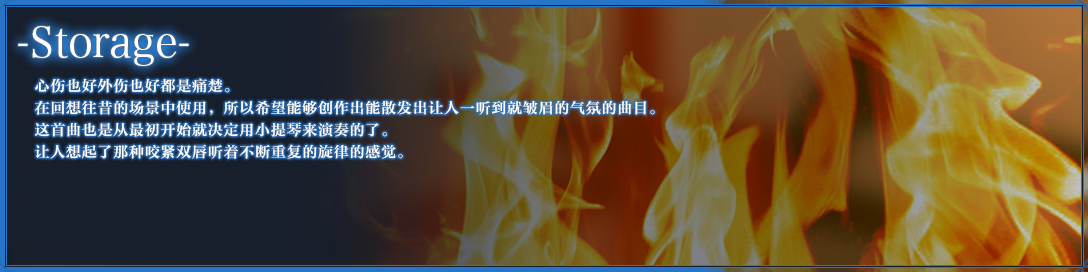 -Storage-
心伤也好外伤也好都是痛楚。
在回想往昔的场景中使用，所以希望能够创作出能散发出让人一听到就皱眉的气氛的曲目。
这首曲也是从最初开始就决定用小提琴来演奏的了。
让人想起了那种咬紧双唇听着不断重复的旋律的感觉。